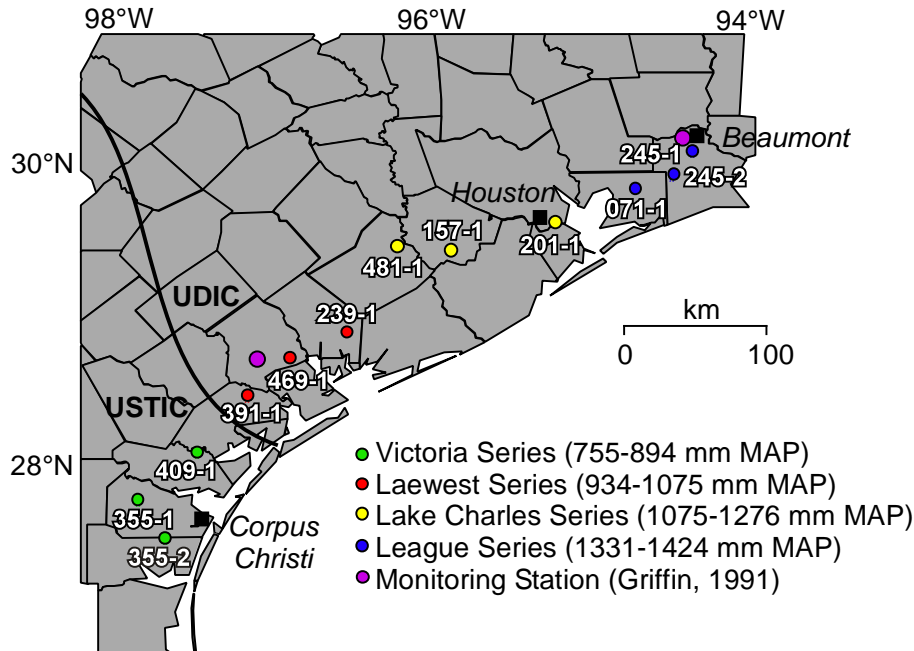 98°W 96°W 94°W
Beaumont
30°N
245-1
245-2
Houston
071-1
157-1
201-1
481-1
UDIC
km
239-1
0 100
469-1
USTIC
391-1
28°N
409-1
Victoria Series (755-894 mm MAP)
Laewest Series (934-1075 mm MAP)
Lake Charles Series (1075-1276 mm MAP)
League Series (1331-1424 mm MAP)
Monitoring Station (Griffin, 1991)
355-1
Corpus
Christi
355-2